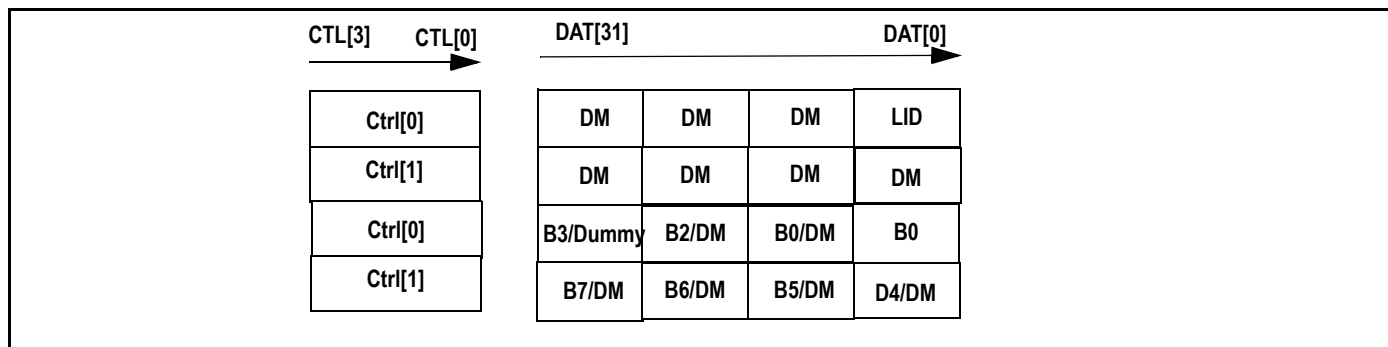 CTL[3] CTL[0] DAT[31] DAT[0]
Ctrl[0] DM DM DM LID
Ctrl[1] DM DM DM DM
Ctrl[0] B3/Dummy B2/DM B0/DM B0
Ctrl[1] B7/DM B6/DM B5/DM D4/DM